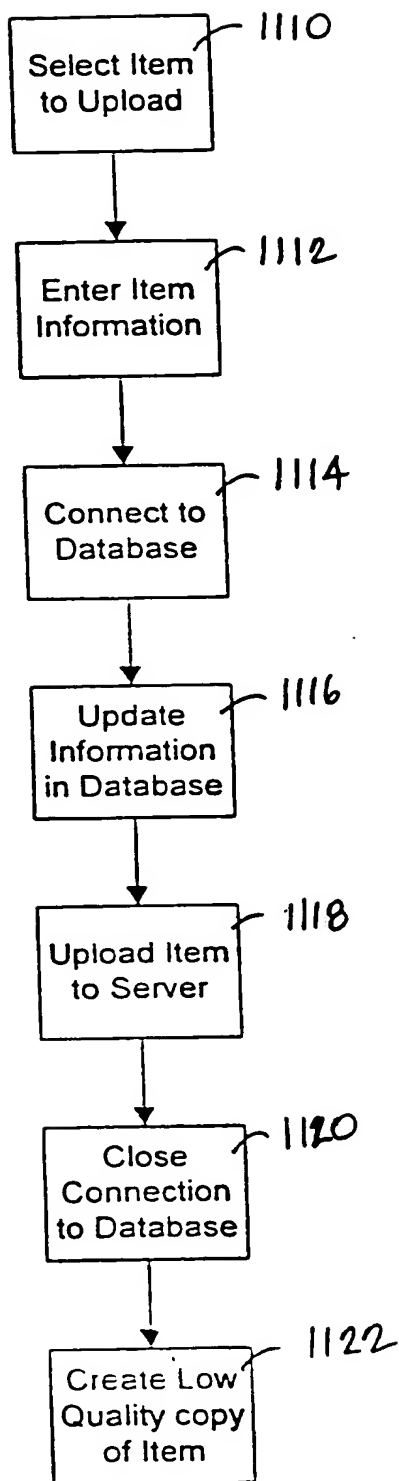 1110
Select Item
to Upload
1112
Enter Item
Information
1114
Connect to
Database
1116
Update
Information
in Database
1118
Upload Item
to Server
1120
Close
Connection
to Database
1122
Create Low
Quality copy
of Item